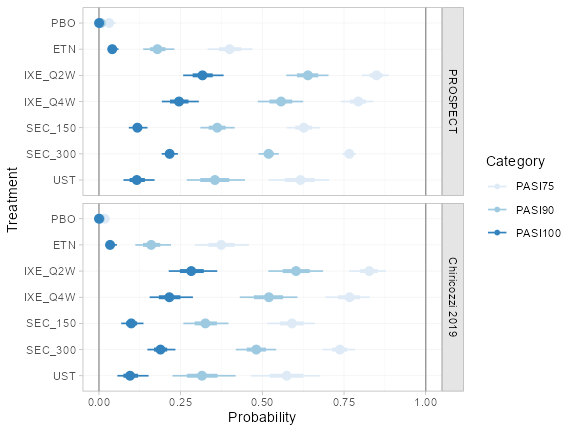 PBO
ETN
IXE_Q2W
IXE_Q4W
SEC_150
SEC_300
UST
PROSPECT
PBO
ETN
IXE_Q2W
IXE_Q4W
SEC_150
SEC_300
UST
Chiricozzi 2019
Treatment
0.00 0.25 0.50 0.75 1.00
Probability
Category
PASI75
PASI90
PASI100